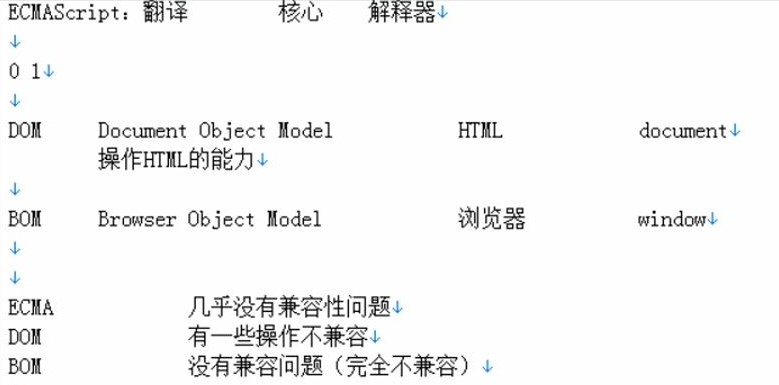 ECMAScript：翻译 核心 解释器
0 1
DOM Document Object Model HTML document
操作HTML的能力
BOM Browser Object Model 浏览器 window
ECMA 几乎没有兼容性问题
DOM 有一些操作不兼容
BOM 没有兼容问题（完全不兼容）